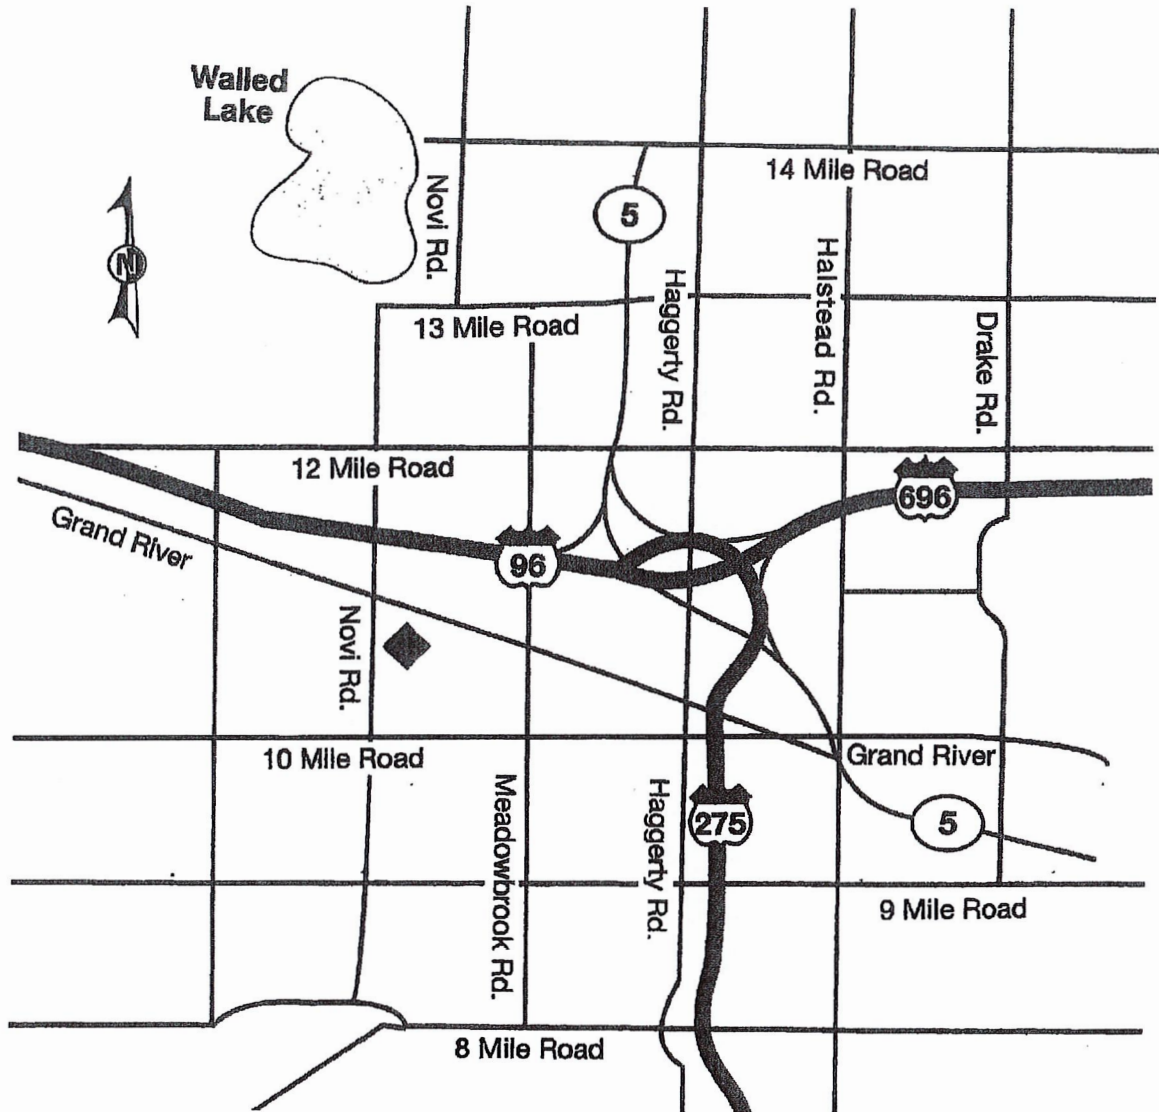 Walled
Lake
14 Mile Road
Novi Rd.
5
N
Haggerty Rd.
Halstead Rd.
Drake Rd.
13 Mile Road
12 Mile Road
696
Grand River
96
Novi Rd.
10 Mile Road
Grand River
Meadowbrook Rd.
Haggerty Rd.
275
5
9 Mile Road
8 Mile Road